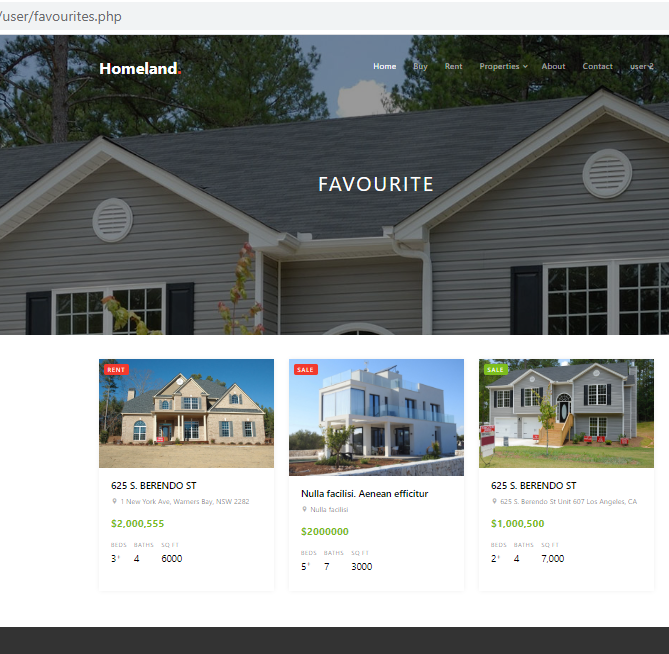 /user/favourites.php
Homeland.
Home Buy Rent Properties About Contact user2
FAVOURITE
RENT
625 S. BERENDO ST
1 New York Ave, Warners Bay, NSW 2282
$2,000,555
BEDS BATHS SQ FT
3+ 4 6000
SALE
Nulla facilisi. Aenean efficitur
Nulla facilisi
$2000000
BEDS BATHS SQ FT
5+ 7 3000
SALE
625 S. BERENDO ST
625 S. Berendo St Unit 607 Los Angeles, CA
$1,000,500
BEDS BATHS SQ FT
2+ 4 7,000